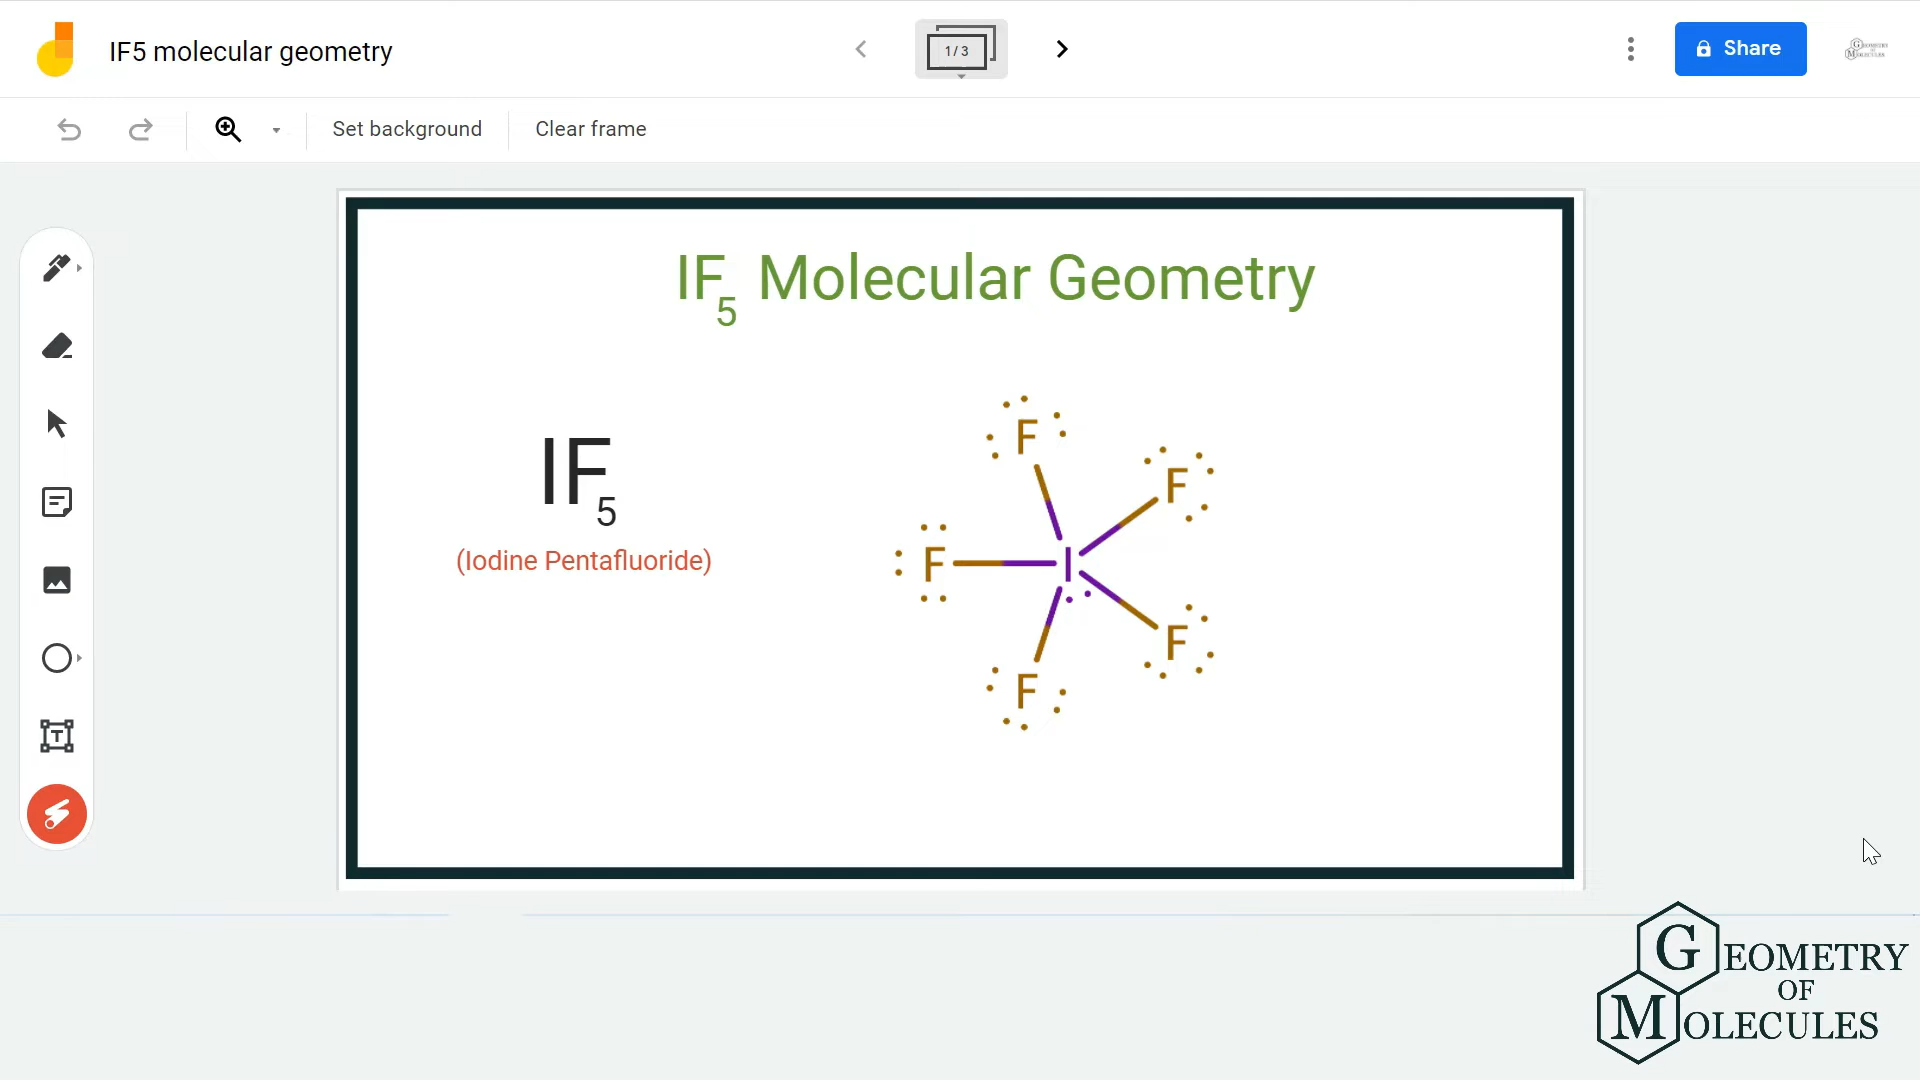 IF5 molecular geometry
1 / 3
Share
Set background
Clear frame
IF5 Molecular Geometry
IF5
(Iodine Pentafluoride)
F
F
F
I
F
F
GEOMETRY
OF
MOLECULES